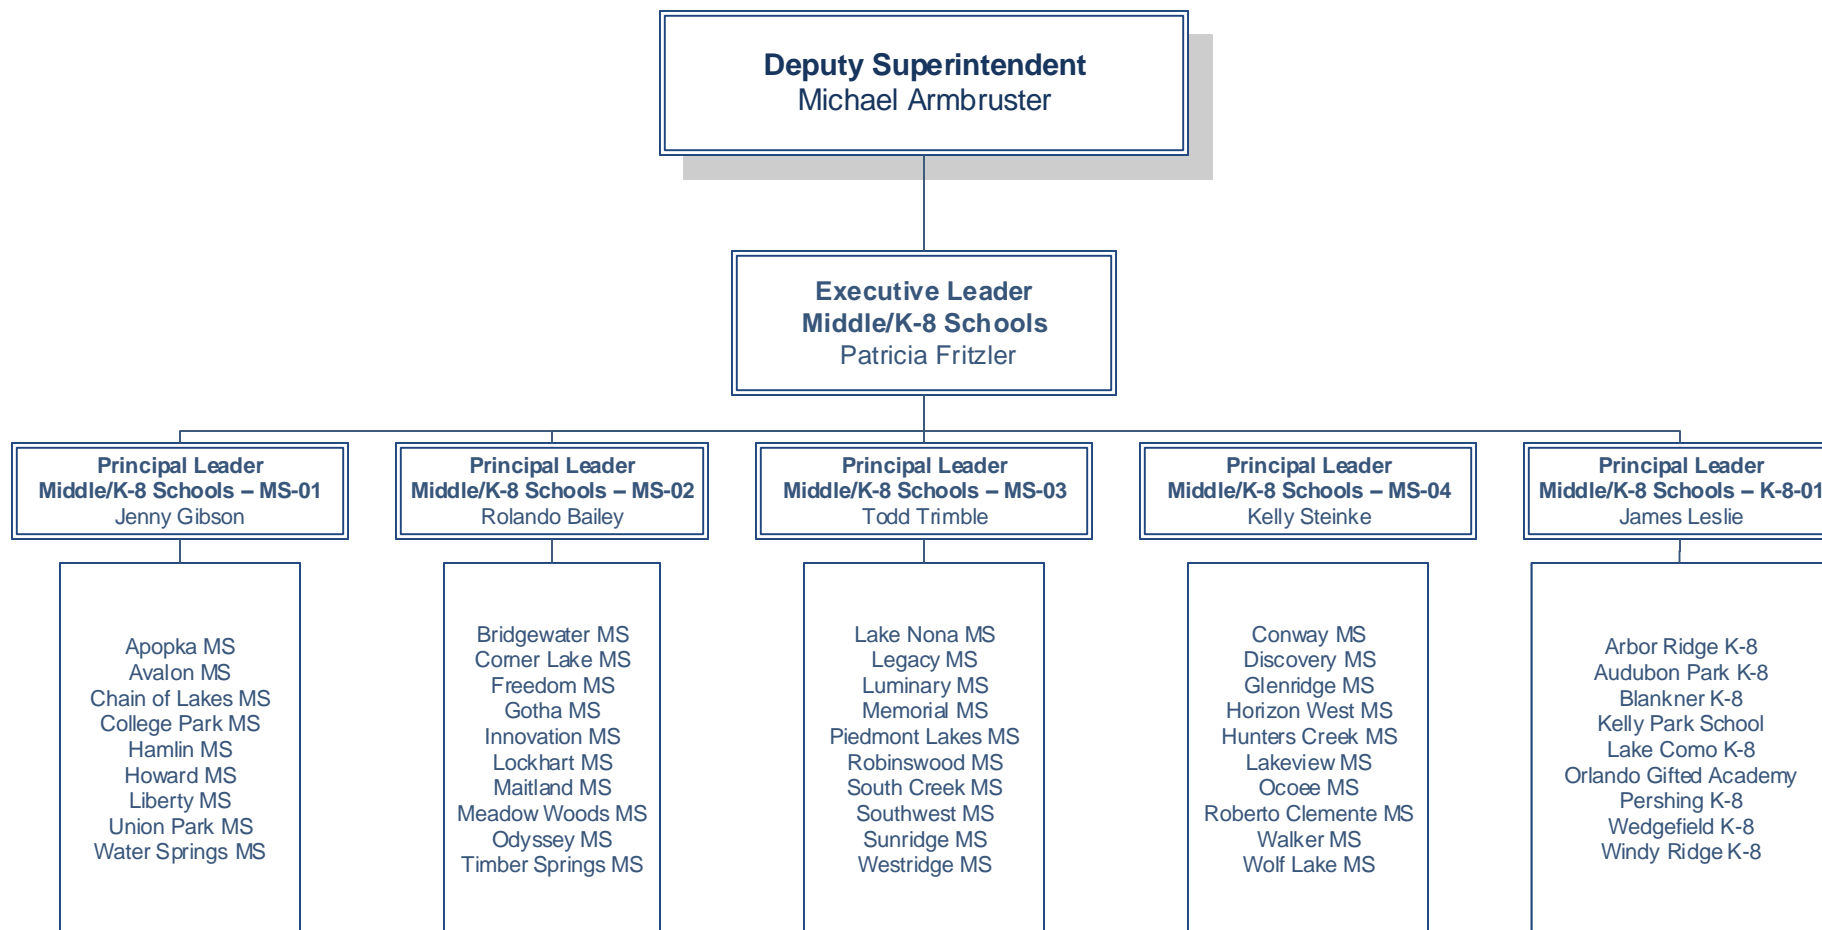 Deputy Superintendent
Michael Armbruster
Executive Leader
Middle/K-8 Schools
Patricia Fritzler
Principal Leader
Middle/K-8 Schools – MS-01
Jenny Gibson
Principal Leader
Middle/K-8 Schools – MS-02
Rolando Bailey
Principal Leader
Middle/K-8 Schools – MS-03
Todd Trimble
Principal Leader
Middle/K-8 Schools – MS-04
Kelly Steinke
Principal Leader
Middle/K-8 Schools – K-8-01
James Leslie
Apopka MS
Avalon MS
Chain of Lakes MS
College Park MS
Hamlin MS
Howard MS
Liberty MS
Union Park MS
Water Springs MS
Bridgewater MS
Corner Lake MS
Freedom MS
Gotha MS
Innovation MS
Lockhart MS
Maitland MS
Meadow Woods MS
Odyssey MS
Timber Springs MS
Lake Nona MS
Legacy MS
Luminary MS
Memorial MS
Piedmont Lakes MS
Robinswood MS
South Creek MS
Southwest MS
Sunridge MS
Westridge MS
Conway MS
Discovery MS
Glenridge MS
Horizon West MS
Hunters Creek MS
Lakeview MS
Ocoee MS
Roberto Clemente MS
Walker MS
Wolf Lake MS
Arbor Ridge K-8
Audubon Park K-8
Blankner K-8
Kelly Park School
Lake Como K-8
Orlando Gifted Academy
Pershing K-8
Wedgefield K-8
Windy Ridge K-8